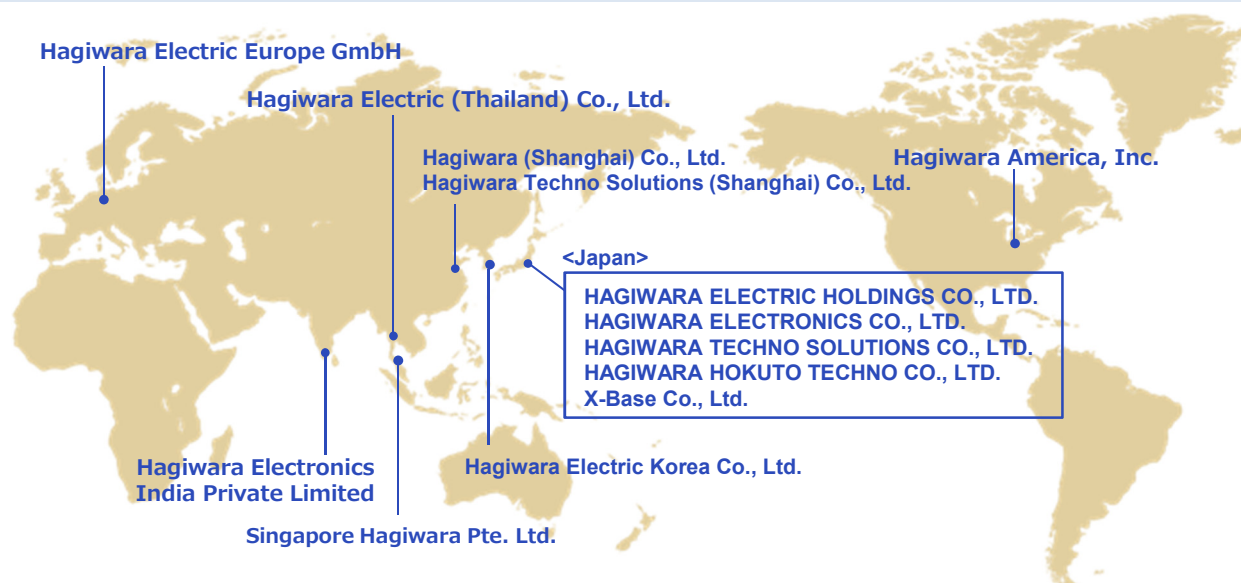 Hagiwara Electric Europe GmbH
Hagiwara Electric (Thailand) Co., Ltd.
Hagiwara (Shanghai) Co., Ltd.
Hagiwara Techno Solutions (Shanghai) Co., Ltd.
Hagiwara America, Inc.
<Japan>
HAGIWARA ELECTRIC HOLDINGS CO., LTD.
HAGIWARA ELECTRONICS CO., LTD.
HAGIWARA TECHNO SOLUTIONS CO., LTD.
HAGIWARA HOKUTO TECHNO CO., LTD.
X-Base Co., Ltd.
Hagiwara Electronics
India Private Limited
Hagiwara Electric Korea Co., Ltd.
Singapore Hagiwara Pte. Ltd.